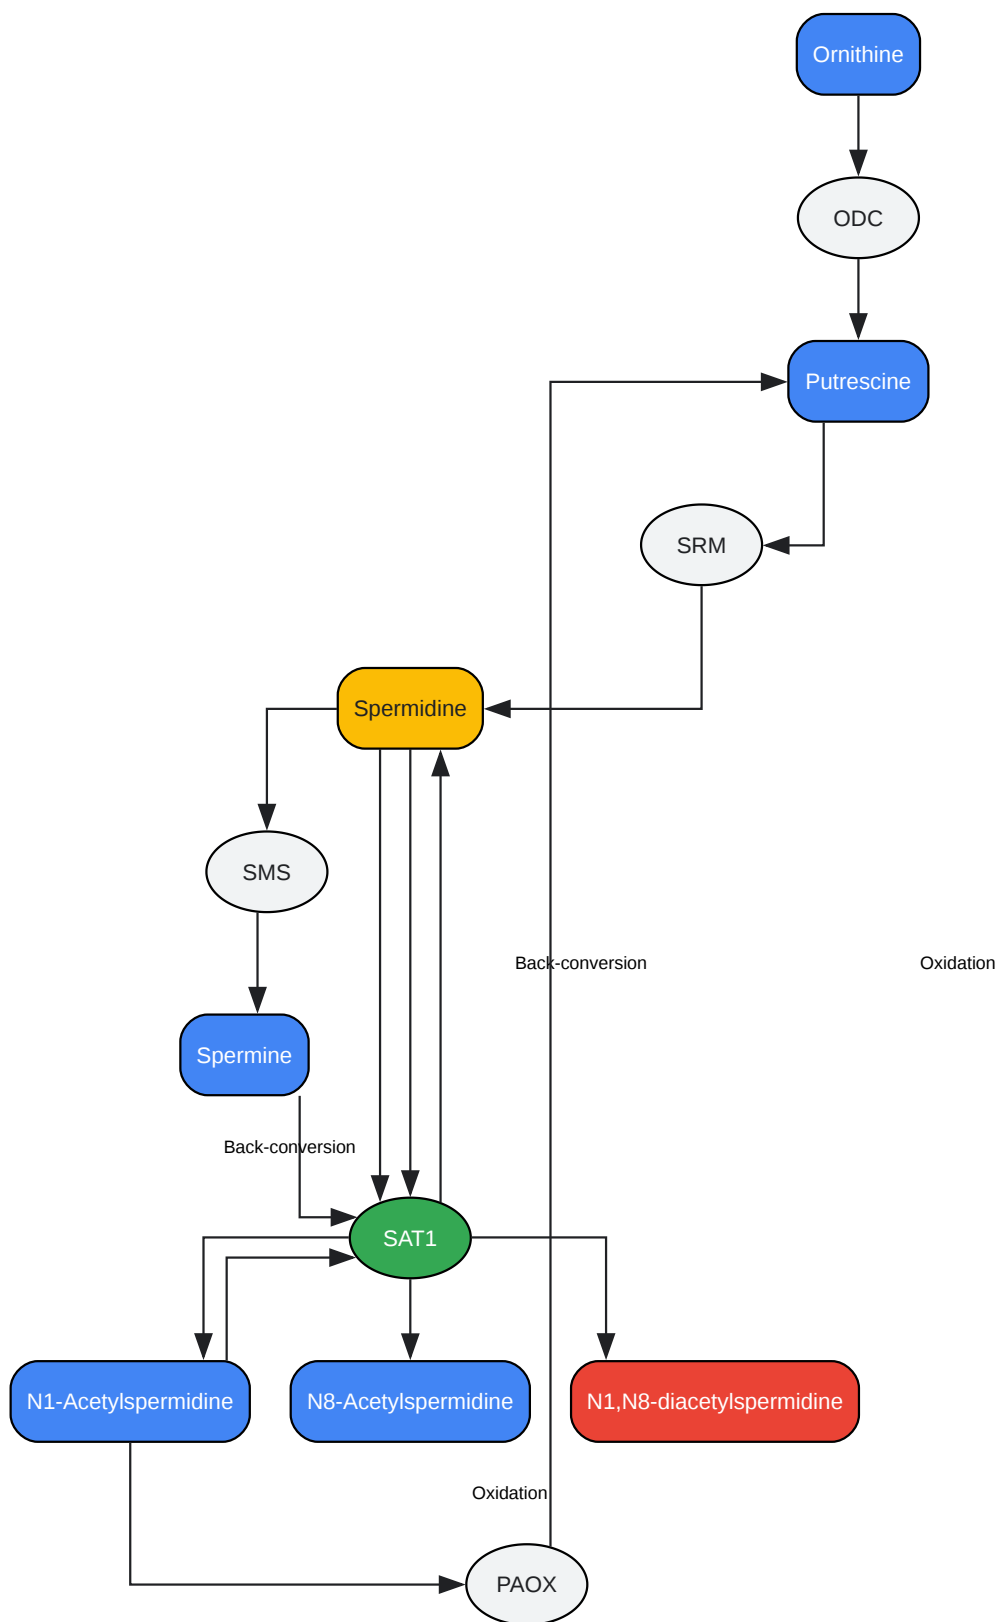 Ornithine
ODC
Putrescine
SRM
Spermidine
SMS
Back-conversion
Oxidation
Spermine
Back-conversion
SAT1
N1-Acetylspermidine
N8-Acetylspermidine
N1,N8-diacetylspermidine
Oxidation
PAOX